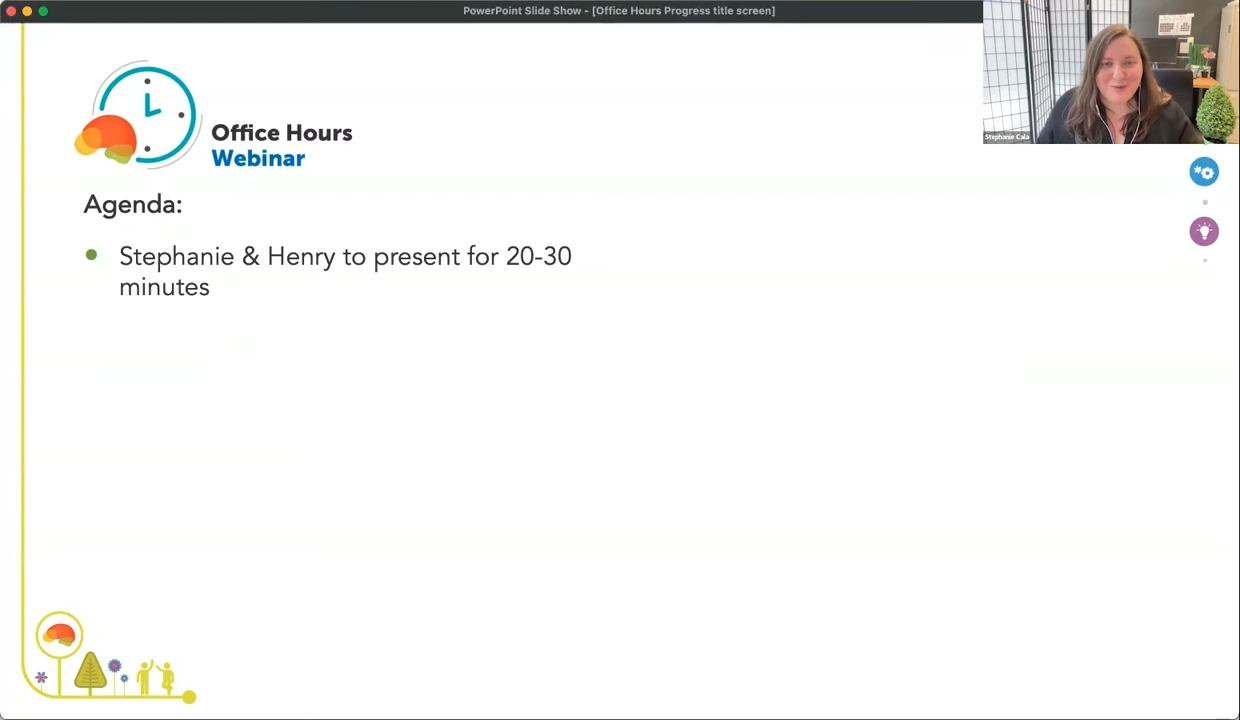 PowerPoint Slide Show - [Office Hours Progress title screen]
Stephanie Cala
Office Hours
Webinar
Agenda:
Stephanie & Henry to present for 20-30
minutes